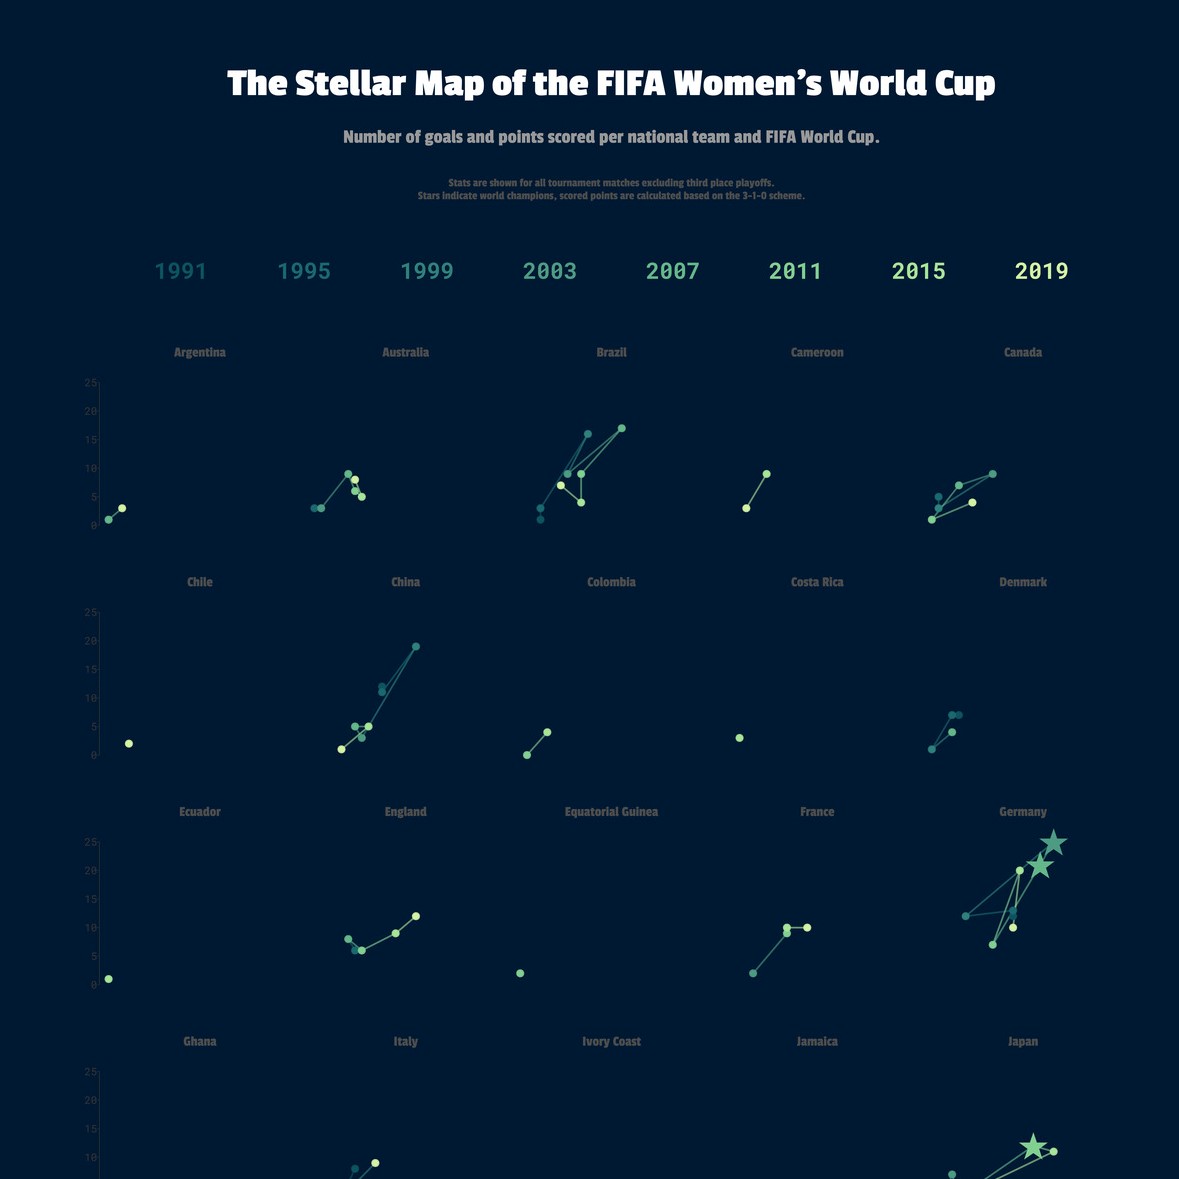 The Stellar Map of the FIFA Women’s World Cup
Number of goals and points scored per national team and FIFA World Cup.
Stats are shown for all tournament matches excluding third place playoffs.
Stars indicate world champions, scored points are calculated based on the 3-1-0 scheme.
1991 1995 1999 2003 2007 2011 2015 2019
Argentina Australia Brazil Cameroon Canada
25
20
15
10
5
0
Chile China Colombia Costa Rica Denmark
25
20
15
10
5
0
Ecuador England Equatorial Guinea France Germany
25
20
15
10
5
0
Ghana Italy Ivory Coast Jamaica Japan
25
20
15
10